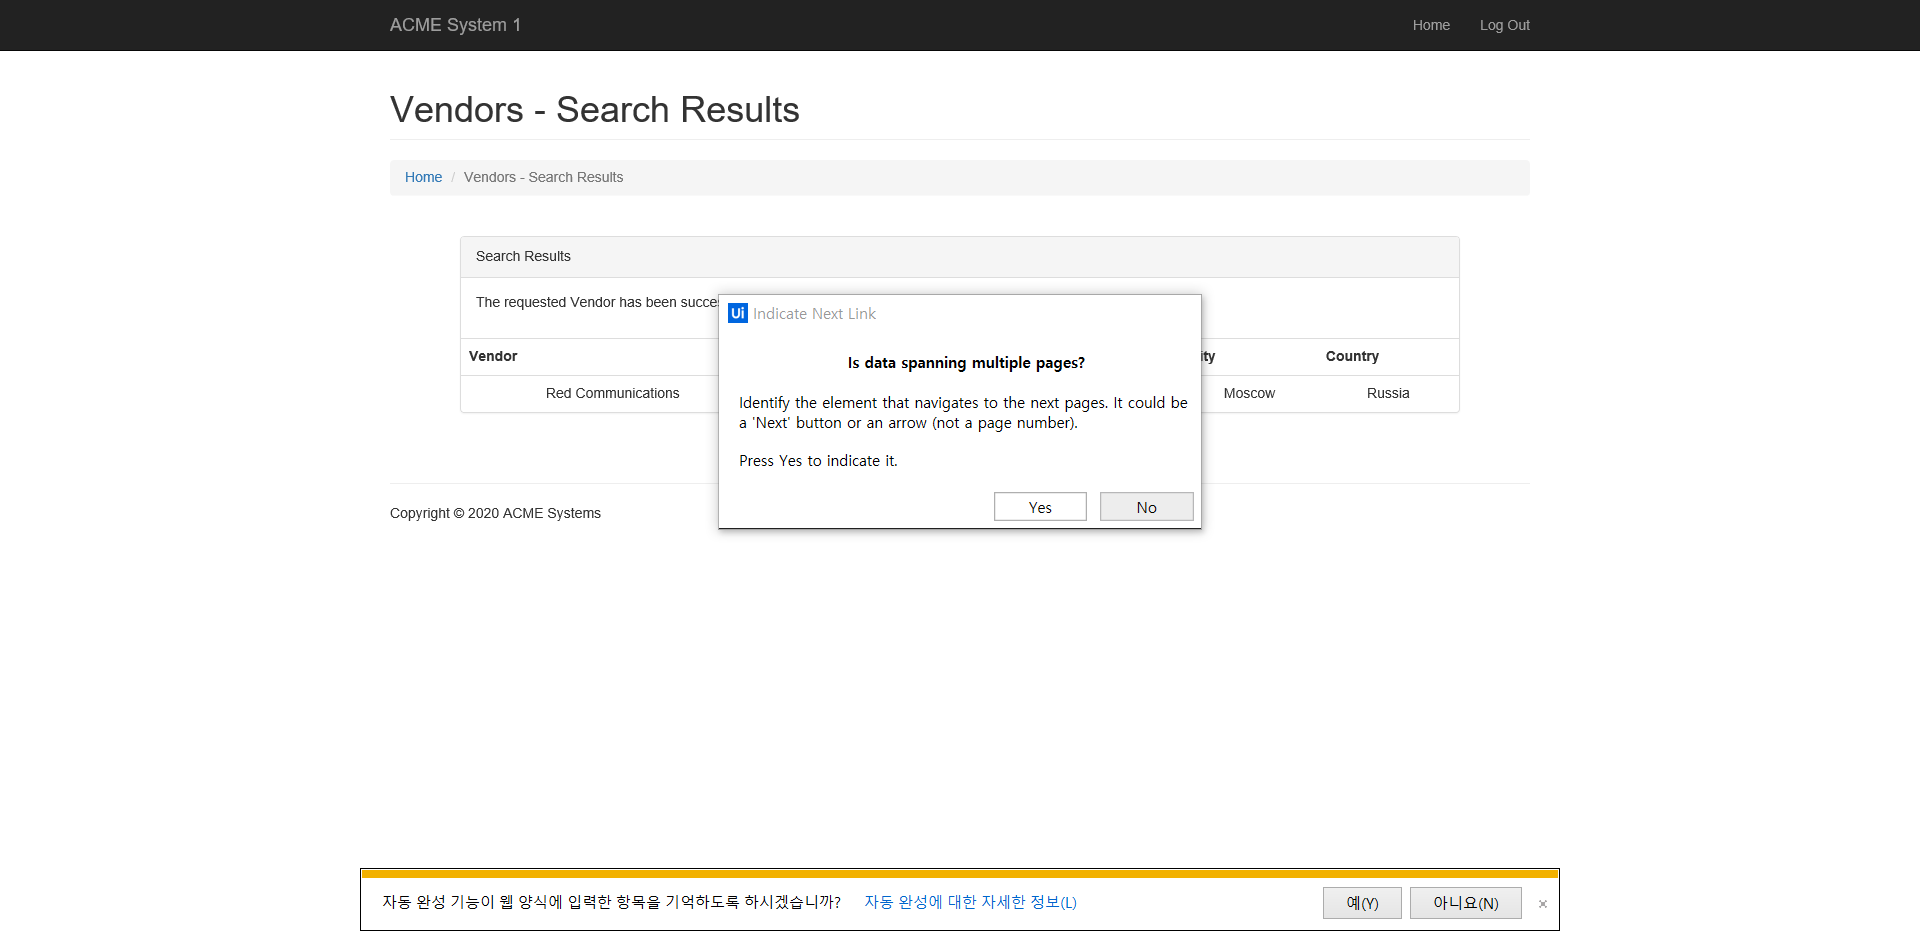 ACME System 1 Home Log Out
Vendors - Search Results
Home / Vendors - Search Results
Search Results
The requested Vendor has been
Ui Indicate Next Link
Is data spanning multiple pages?
Identify the element that navigates to the next pages. It could be
a 'Next' button or an arrow (not a page number).
Press Yes to indicate it.
Yes No
Vendor Country
Red Communications Moscow Russia
Copyright © 2020 ACME Systems
자동 완성 기능이 웹 양식에 입력한 항목을 기억하도록 하시겠습니까? 자동 완성에 대한 자세한 정보(L) 예(Y) 아니요(N) ×